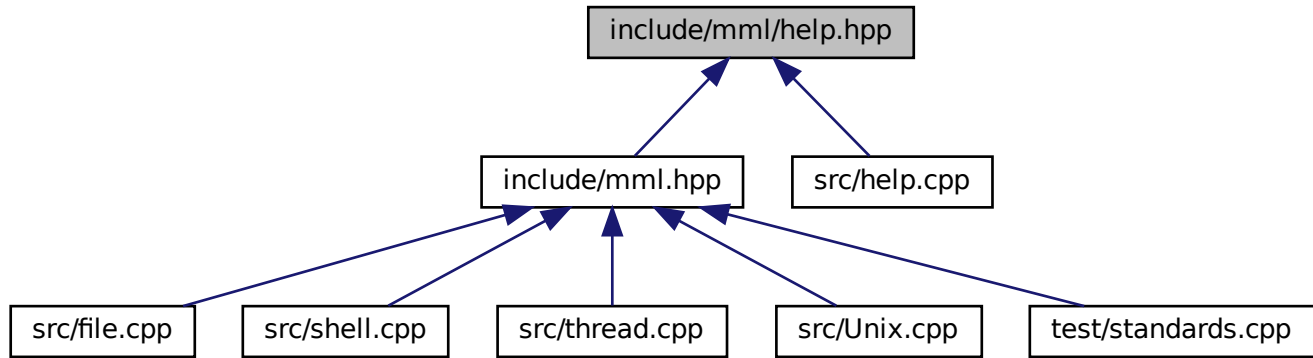 include/mml/help.hpp
include/mml.hpp
src/help.cpp
src/file.cpp
src/shell.cpp
src/thread.cpp
src/Unix.cpp
test/standards.cpp